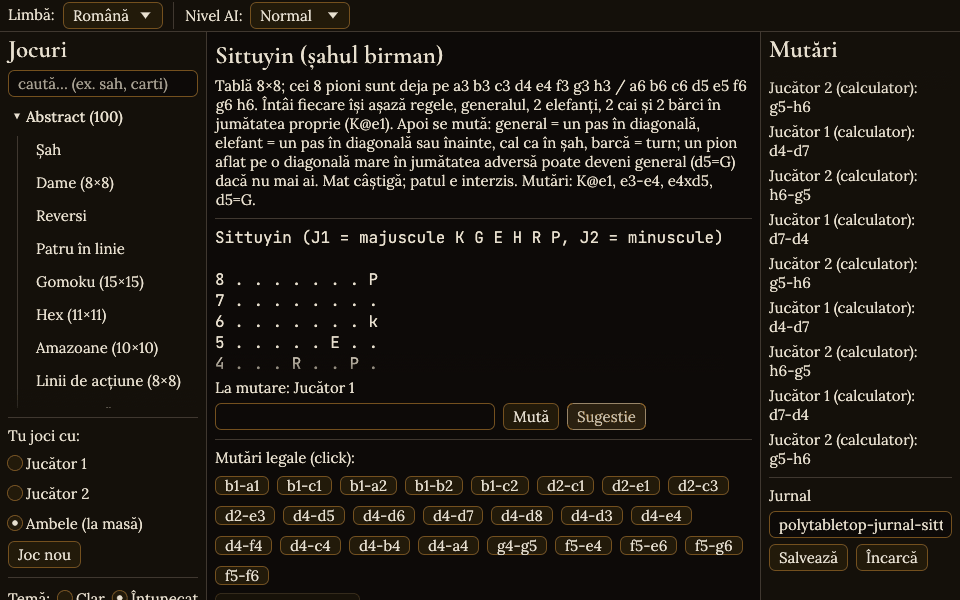 Limbă:
Română
Nivel AI:
Normal
Jocuri
caută... (ex. sah, carti)
Abstract (100)
Șah
Dame (8×8)
Reversi
Patru în linie
Gomoku (15×15)
Hex (11×11)
Amazoane (10×10)
Linii de acțiune (8×8)
Tu joci cu:
Jucător 1
Jucător 2
Ambele (la masă)
Joc nou
Temă:
Clar
Întunecat
Sittuyin (șahul birman)
Tablă 8×8; cei 8 pioni sunt deja pe a3 b3 c3 d4 e4 f3 g3 h3 / a6 b6 c6 d5 e5 f6
g6 h6. Întâi fiecare își așază regele, generalul, 2 elefanți, 2 cai și 2 bărci în
jumătatea proprie (K@e1). Apoi se mută: general = un pas în diagonală,
elefant = un pas în diagonală sau înainte, cal ca în șah, barcă = turn; un pion
aflat pe o diagonală mare în jumătatea adversă poate deveni general (d5=G)
dacă nu mai ai. Mat câștigă; patul e interzis. Mutări: K@e1, e3-e4, e4xd5,
d5=G.
Sittuyin (J1 = majuscule K G E H R P, J2 = minuscule)
8 . . . . . . . P
7 . . . . . . . .
6 . . . . . . . k
5 . . . . . E . .
4 . . . R . . P .
La mutare: Jucător 1
Mută
Sugestie
Mutări legale (click):
b1-a1 b1-c1 b1-a2 b1-b2 b1-c2 d2-c1 d2-e1 d2-c3
d2-e3 d4-d5 d4-d6 d4-d7 d4-d8 d4-d3 d4-e4
d4-f4 d4-c4 d4-b4 d4-a4 g4-g5 f5-e4 f5-e6 f5-g6
f5-f6
Mutări
Jucător 2 (calculator):
g5-h6
Jucător 1 (calculator):
d4-d7
Jucător 2 (calculator):
h6-g5
Jucător 1 (calculator):
d7-d4
Jucător 2 (calculator):
g5-h6
Jucător 1 (calculator):
d4-d7
Jucător 2 (calculator):
h6-g5
Jucător 1 (calculator):
d7-d4
Jucător 2 (calculator):
g5-h6
Jurnal
polytabletop-jurnal-sitt
Salvează
Încarcă